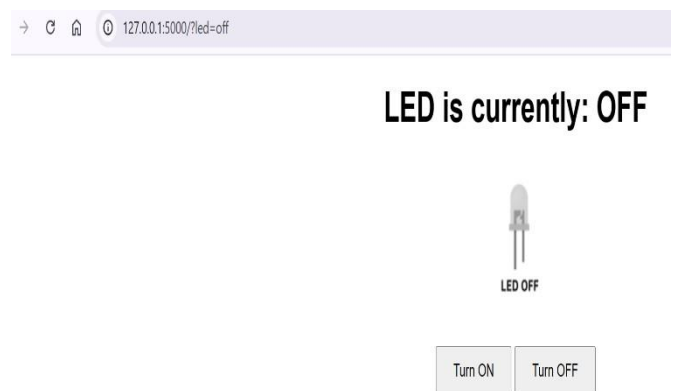 127.0.0.1:5000/?led=off
LED is currently: OFF
LED OFF
Turn ON Turn OFF